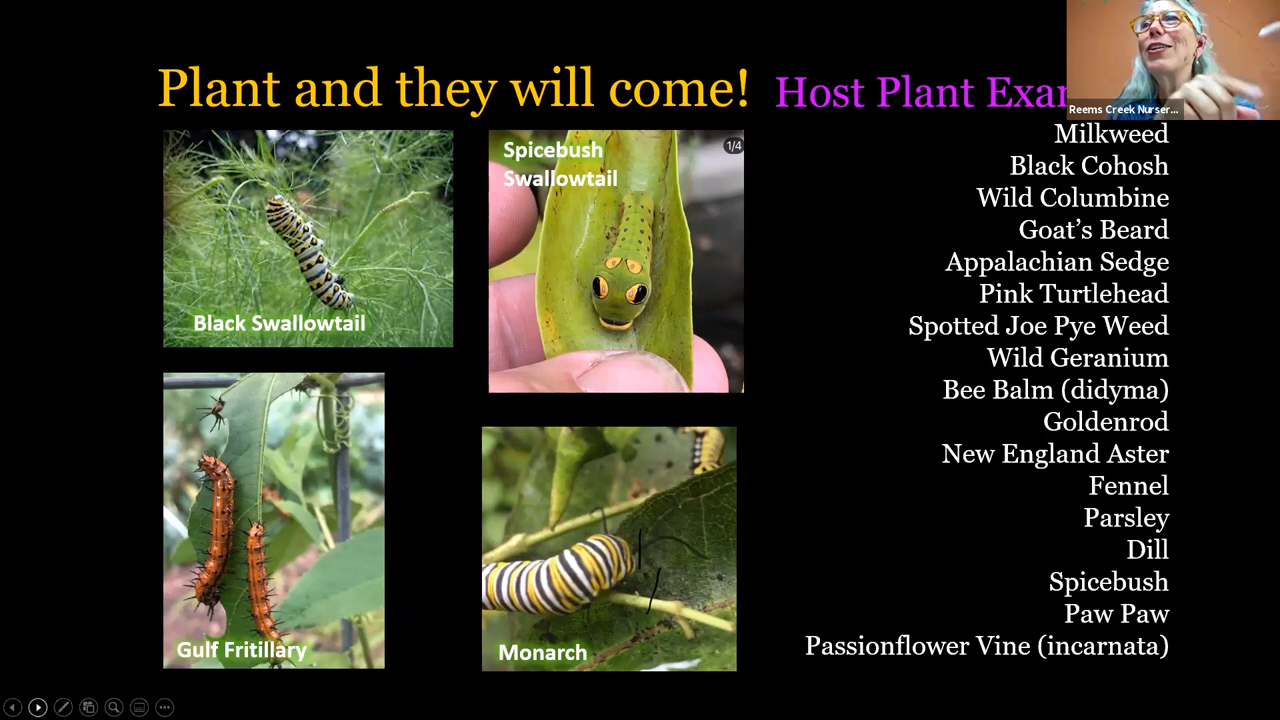 Plant and they will come!
Host Plant
Reems Creek Nurser...
Milkweed
Black Cohosh
Wild Columbine
Goat’s Beard
Appalachian Sedge
Pink Turtlehead
Spotted Joe Pye Weed
Wild Geranium
Bee Balm (didyma)
Goldenrod
New England Aster
Fennel
Parsley
Dill
Spicebush
Paw Paw
Passionflower Vine (incarnata)
Black Swallowtail
Spicebush
Swallowtail
1/4
Gulf Fritillary
Monarch